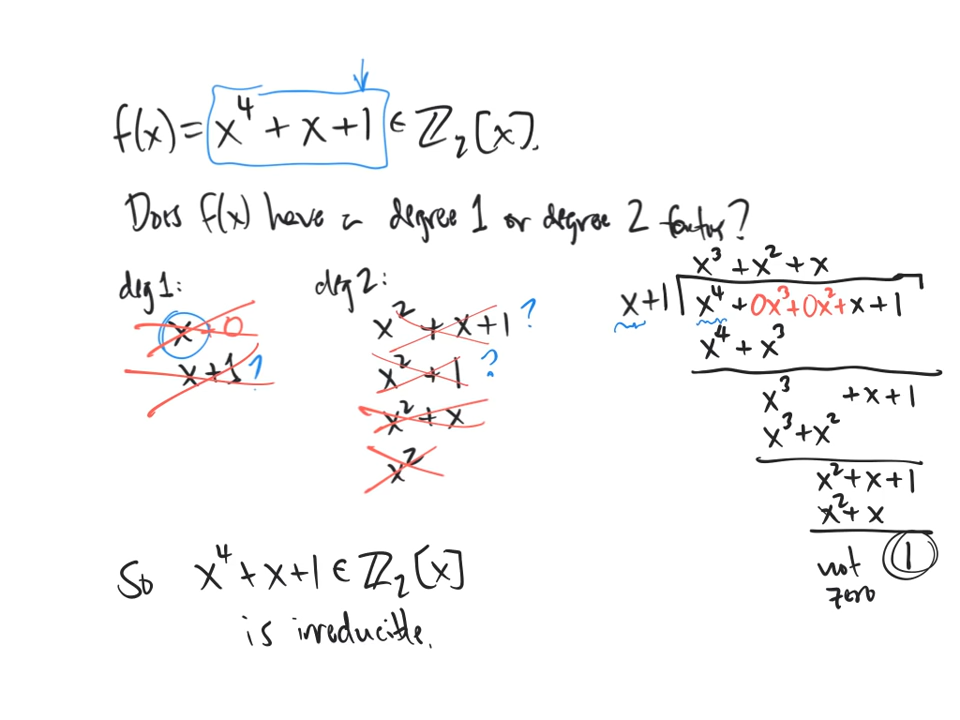 f(x) = x⁴ + x + 1 ∈ ℤ₂[x].
Does f(x) have a degree 1 or degree 2 factor?
deg 1:
x + 0
x + 1 ?
deg 2:
x² + x + 1 ?
x² + 1 ?
x² + x
x²
x³ + x² + x
x+1 x⁴ + 0x³ + 0x² + x + 1
x⁴ + x³
x³ + x + 1
x³ + x²
x² + x + 1
x² + x
not 1
zero
So x⁴ + x + 1 ∈ ℤ₂[x]
is irreducible.